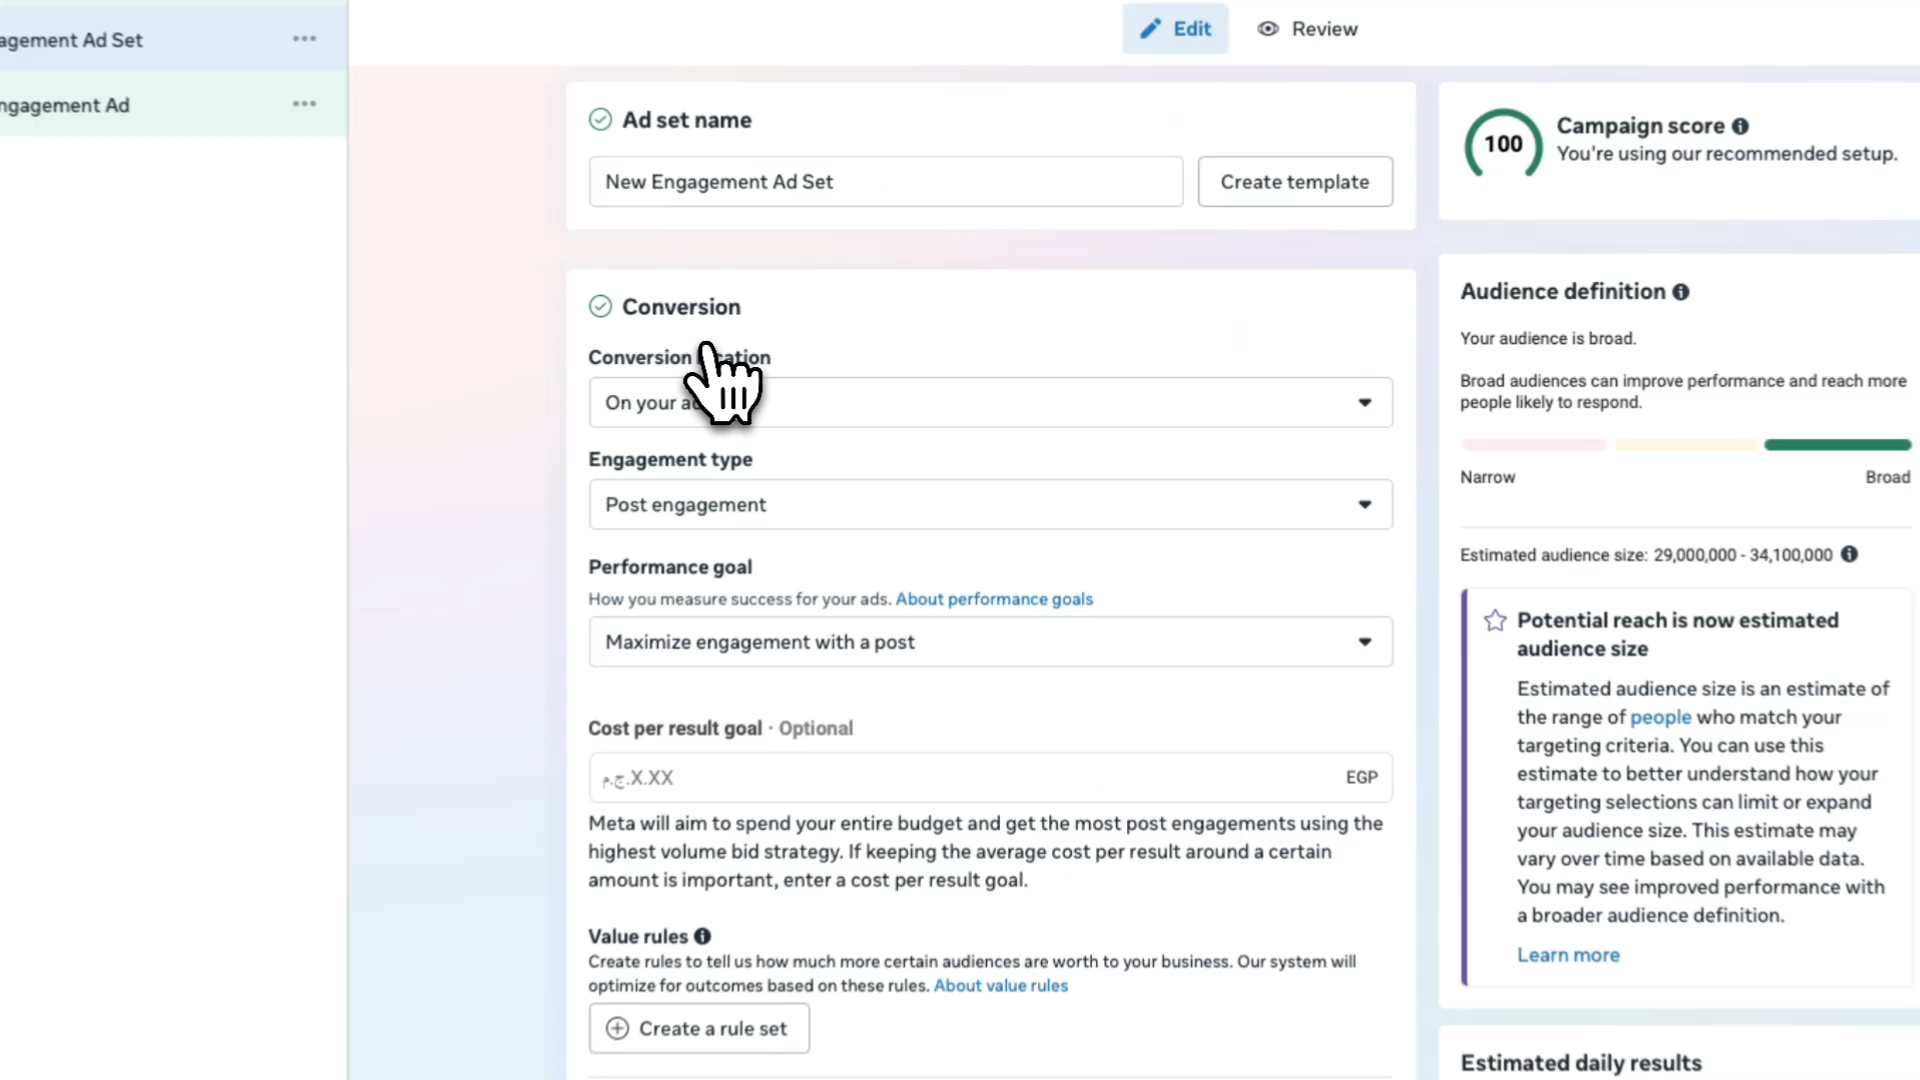 agement Ad Set
ngagement Ad
Edit
Review
Ad set name
New Engagement Ad Set
Create template
Conversion
Conversion cation
On your a
Engagement type
Post engagement
Performance goal
How you measure success for your ads. About performance goals
Maximize engagement with a post
Cost per result goal · Optional
ج.م.X.XX
EGP
Meta will aim to spend your entire budget and get the most post engagements using the
highest volume bid strategy. If keeping the average cost per result around a certain
amount is important, enter a cost per result goal.
Value rules
Create rules to tell us how much more certain audiences are worth to your business. Our system will
optimize for outcomes based on these rules. About value rules
Create a rule set
100
Campaign score
You're using our recommended setup.
Audience definition
Your audience is broad.
Broad audiences can improve performance and reach more
people likely to respond.
Narrow
Broad
Estimated audience size: 29,000,000 - 34,100,000
Potential reach is now estimated
audience size
Estimated audience size is an estimate of
the range of people who match your
targeting criteria. You can use this
estimate to better understand how your
targeting selections can limit or expand
your audience size. This estimate may
vary over time based on available data.
You may see improved performance with
a broader audience definition.
Learn more
Estimated daily results